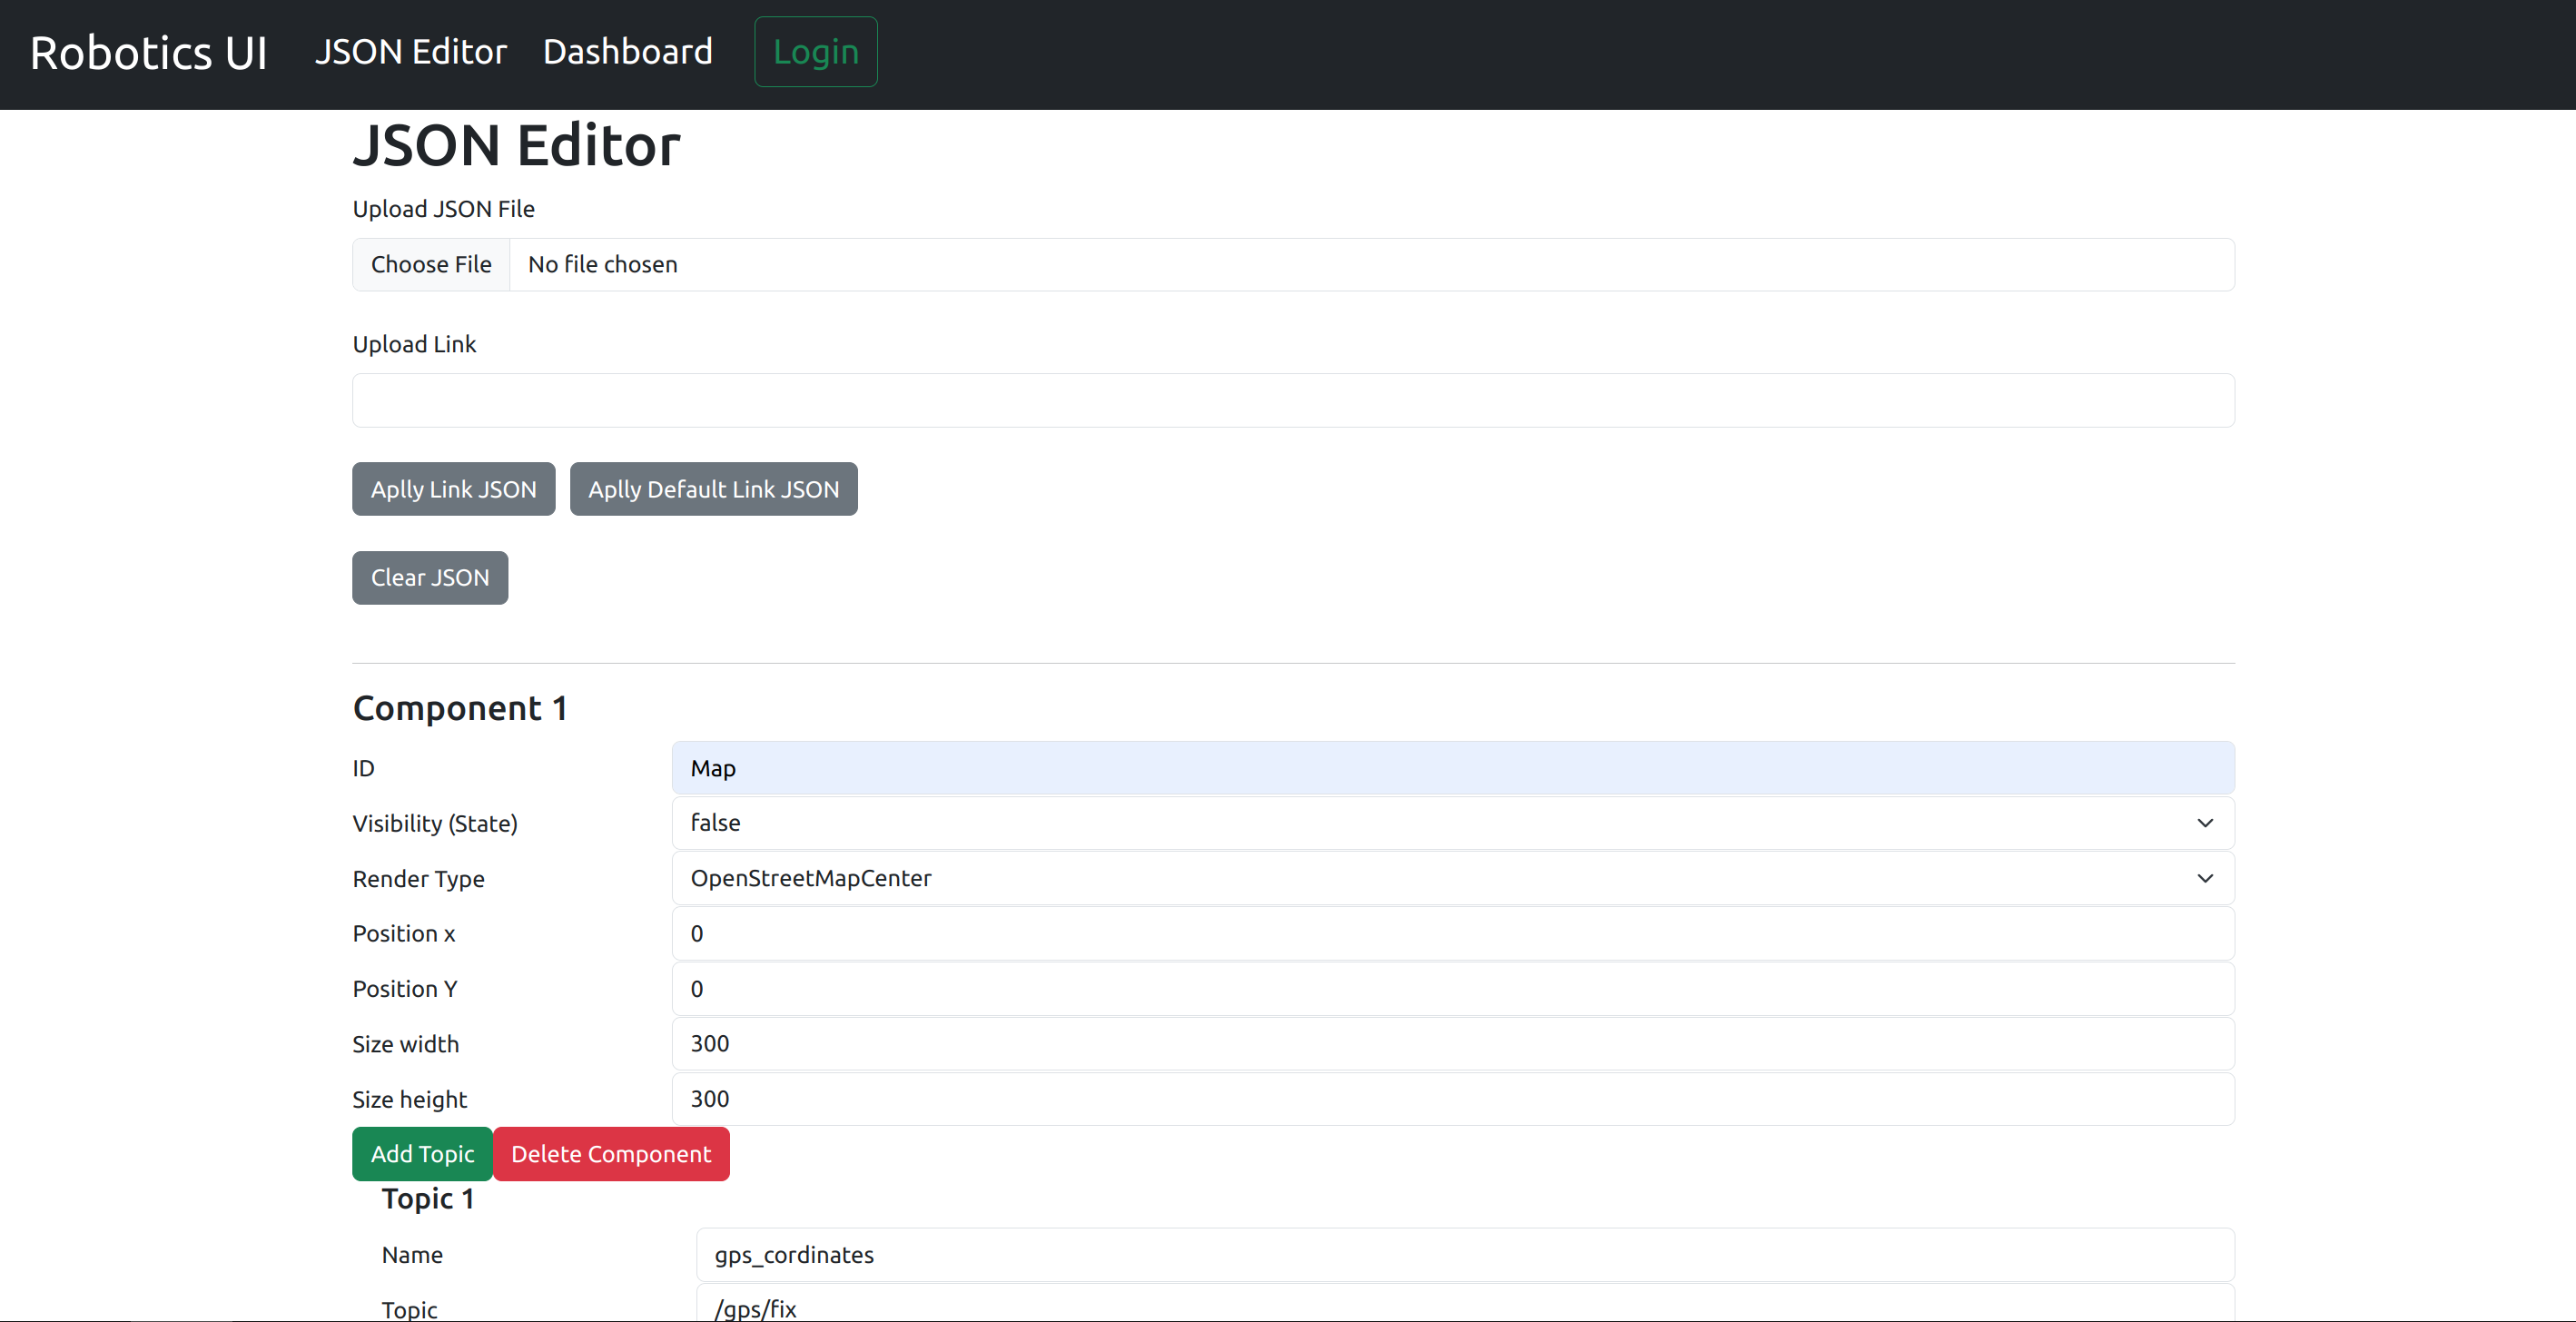 Robotics UI JSON Editor Dashboard Login
JSON Editor
Upload JSON File
Choose File No file chosen
Upload Link
Aplly Link JSON Aplly Default Link JSON
Clear JSON
Component 1
ID Map
Visibility (State) false
Render Type OpenStreetMapCenter
Position x 0
Position Y 0
Size width 300
Size height 300
Add Topic Delete Component
Topic 1
Name gps_cordinates
Topic /gps/fix